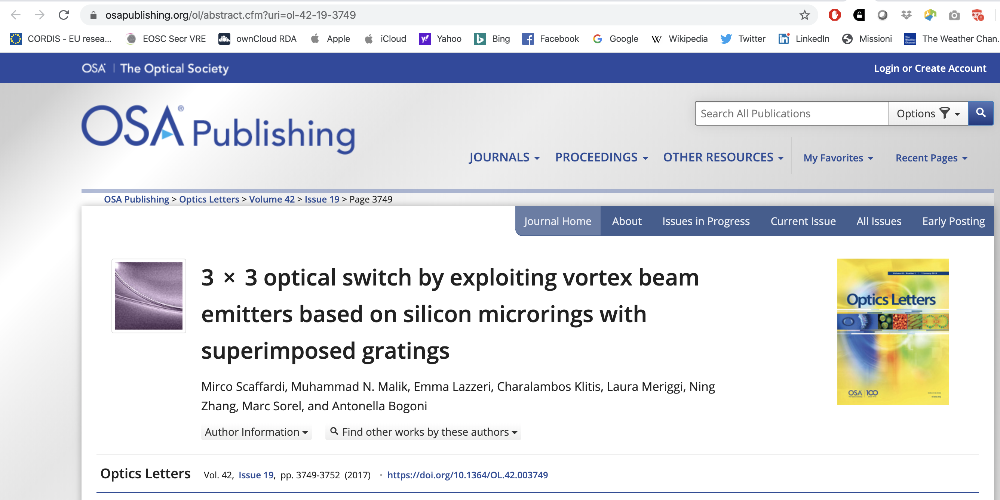 osapublishing.org/ol/abstract.cfm?uri=ol-42-19-3749
CORDIS - EU resea... EOSC Secr VRE ownCloud RDA Apple iCloud Yahoo Bing Facebook Google Wikipedia Twitter LinkedIn Missioni The Weather Chan.
OSA | The Optical Society Login or Create Account
OSA® Publishing
Search All Publications Options
JOURNALS PROCEEDINGS OTHER RESOURCES My Favorites Recent Pages
OSA Publishing > Optics Letters > Volume 42 > Issue 19 > Page 3749
Journal Home About Issues in Progress Current Issue All Issues Early Posting
3 × 3 optical switch by exploiting vortex beam
emitters based on silicon microrings with
superimposed gratings
Optics Letters
OSA 100
Mirco Scaffardi, Muhammad N. Malik, Emma Lazzeri, Charalambos Klitis, Laura Meriggi, Ning
Zhang, Marc Sorel, and Antonella Bogoni
Author Information Find other works by these authors
Optics Letters Vol. 42, Issue 19, pp. 3749-3752 (2017) • https://doi.org/10.1364/OL.42.003749